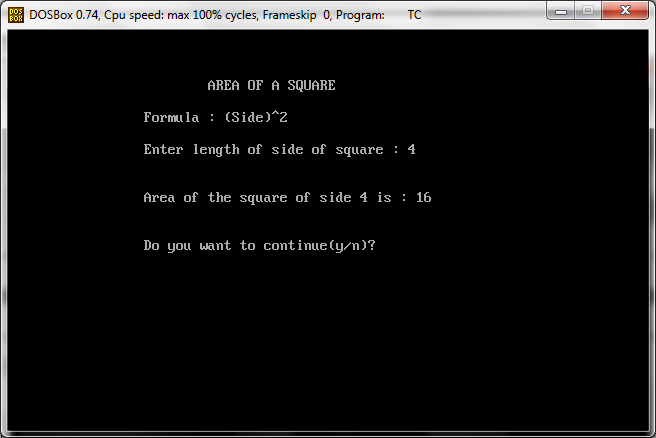 DOSBox 0.74, Cpu speed: max 100% cycles, Frameskip 0, Program: TC
AREA OF A SQUARE
Formula : (Side)^2
Enter length of side of square : 4
Area of the square of side 4 is : 16
Do you want to continue(y/n)?